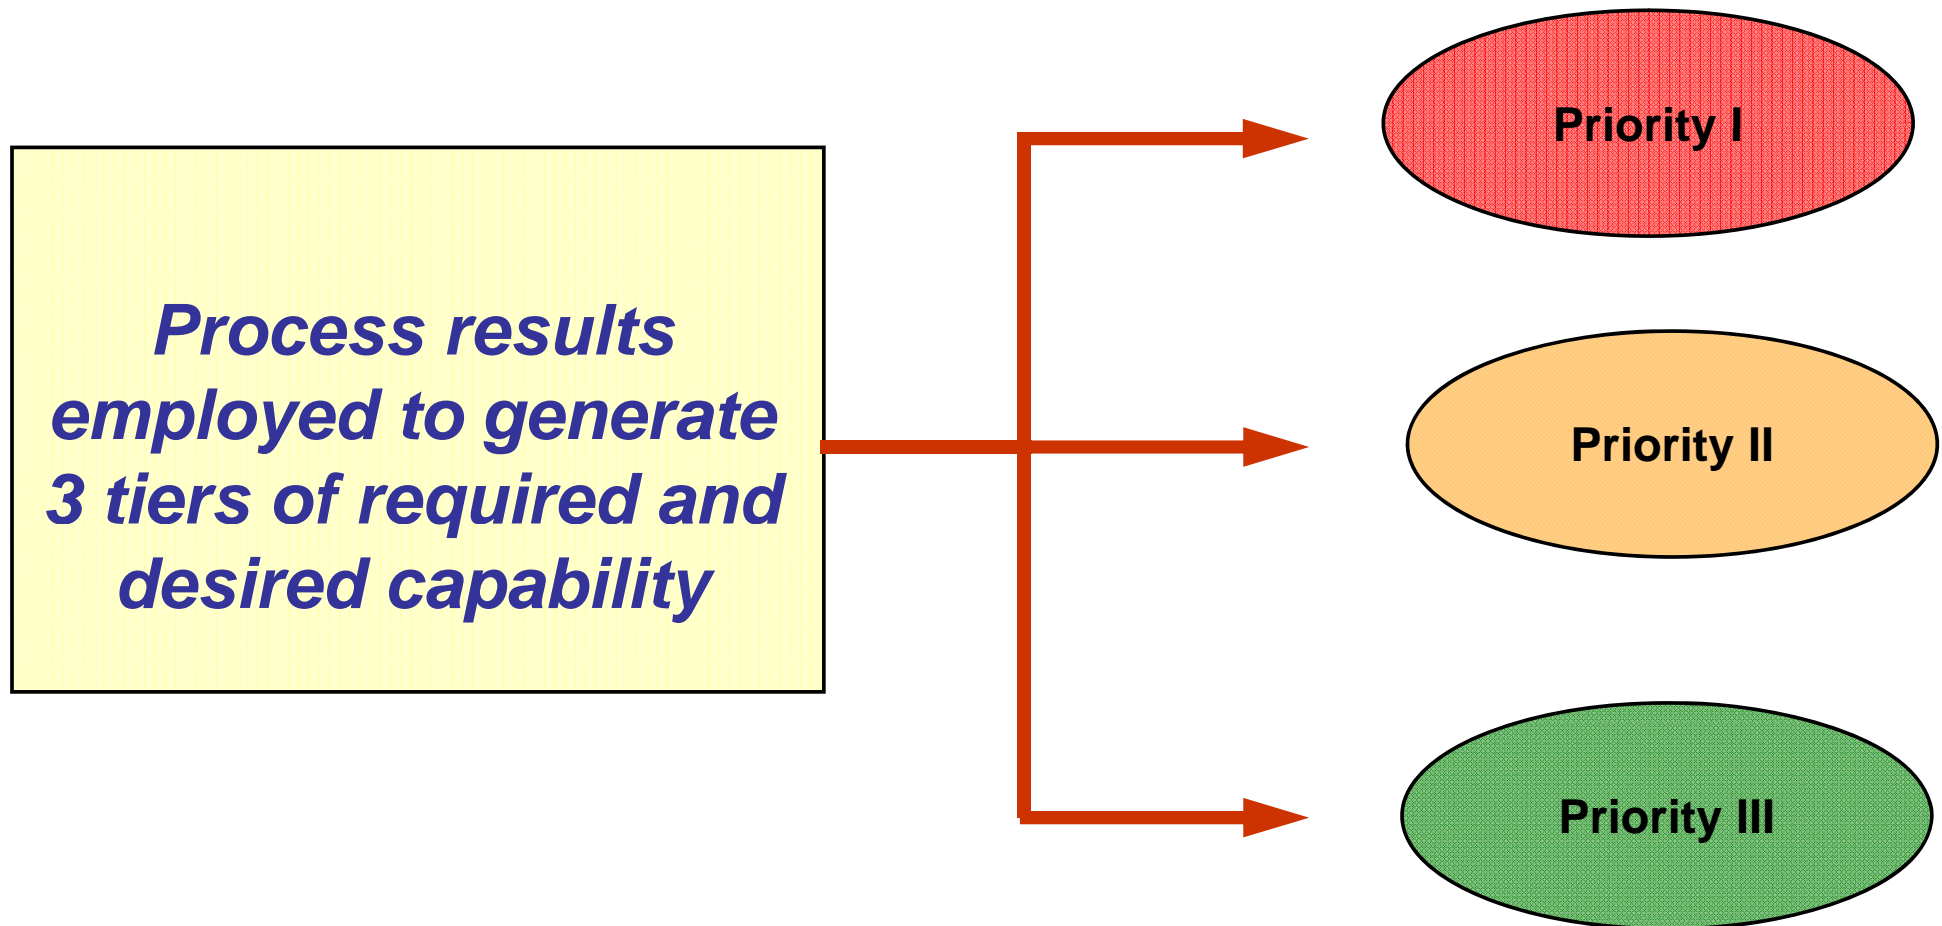 Process results
employed to generate
3 tiers of required and
desired capability
Priority I
Priority II
Priority III